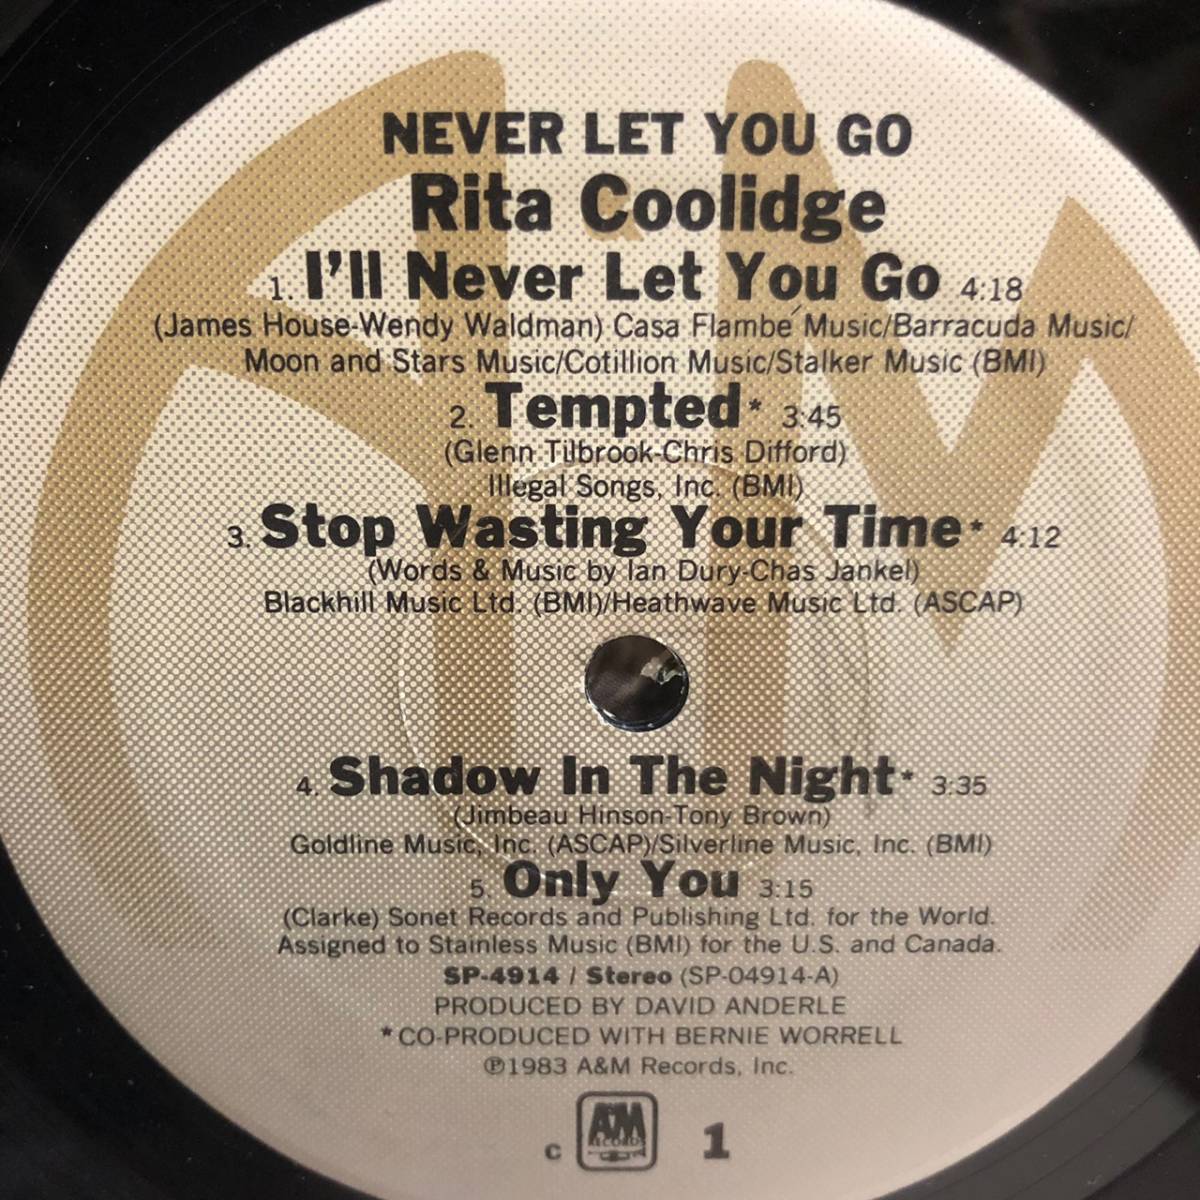 NEVER LET YOU GO
Rita Coolidge
1. I'll Never Let You Go 4:18
(James House-Wendy Waldman) Casa Flambé Music/Barracuda Music/
Moon and Stars Music/Cotillion Music/Stalker Music (BMI)
2. Tempted* 3:45
(Glenn Tilbrook-Chris Difford)
Illegal Songs, Inc. (BMI)
3. Stop Wasting Your Time* 4:12
(Words & Music by Ian Dury-Chas Jankel)
Blackhill Music Ltd. (BMI)/Heathwave Music Ltd. (ASCAP)
4. Shadow In The Night* 3:35
(Jimbeau Hinson-Tony Brown)
Goldline Music, Inc. (ASCAP)/Silverline Music, Inc. (BMI)
5. Only You 3:15
(Clarke) Sonet Records and Publishing Ltd. for the World.
Assigned to Stainless Music (BMI) for the U.S. and Canada.
SP-4914 / Stereo (SP-04914-A)
PRODUCED BY DAVID ANDERLE
*CO-PRODUCED WITH BERNIE WORRELL
℗1983 A&M Records, Inc.
A&M
RECORDS
c 1